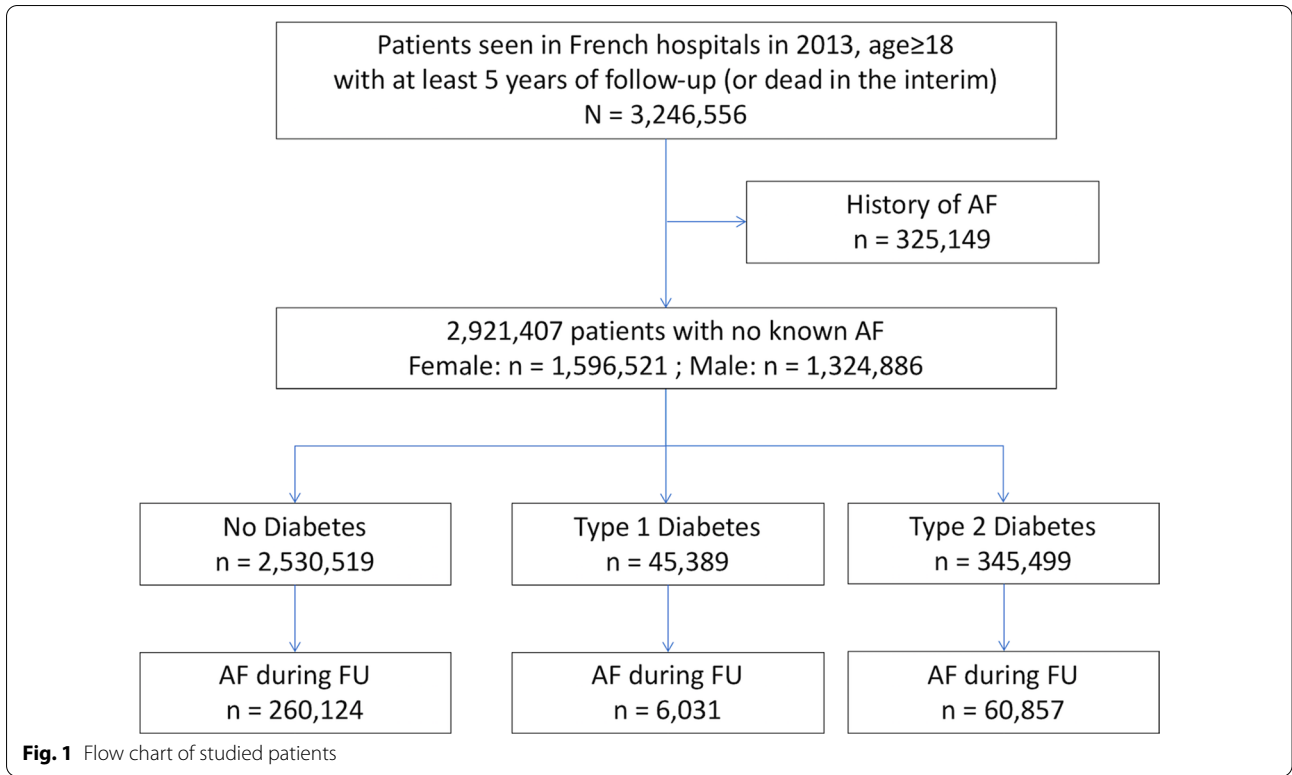 Patients seen in French hospitals in 2013, age≥18
with at least 5 years of follow-up (or dead in the interim)
N = 3,246,556
History of AF
n = 325,149
2,921,407 patients with no known AF
Female: n = 1,596,521 ; Male: n = 1,324,886
No Diabetes
n = 2,530,519
Type 1 Diabetes
n = 45,389
Type 2 Diabetes
n = 345,499
AF during FU
n = 260,124
AF during FU
n = 6,031
AF during FU
n = 60,857
Fig. 1 Flow chart of studied patients